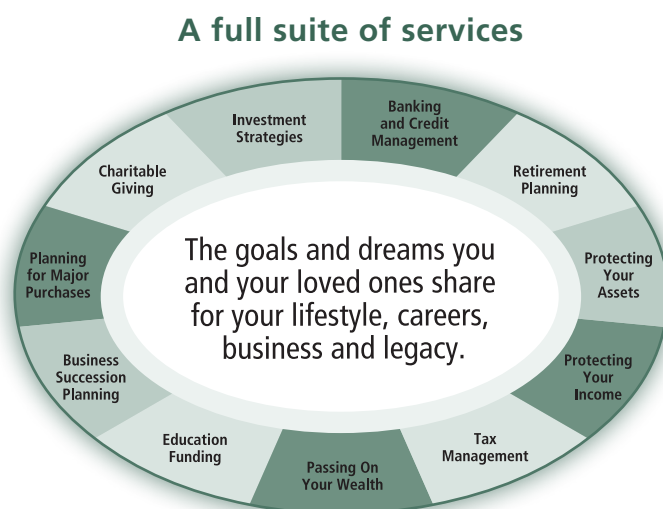 A full suite of services
Banking
and Credit
Management
Retirement
Planning
Protecting
Your
Assets
Protecting
Your
Income
Tax
Management
Passing On
Your Wealth
Education
Funding
Business
Succession
Planning
Planning
for Major
Purchases
Charitable
Giving
Investment
Strategies
The goals and dreams you
and your loved ones share
for your lifestyle, careers,
business and legacy.